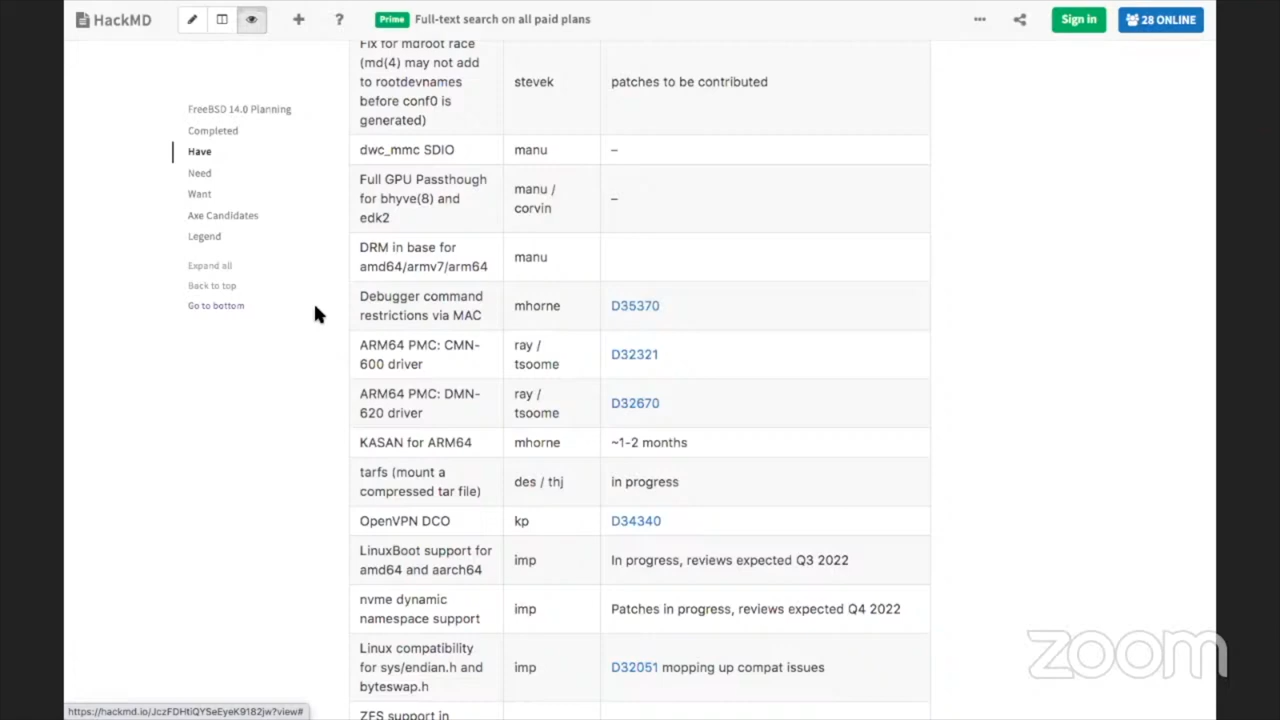 HackMD
Prime Full-text search on all paid plans
Sign in
28 ONLINE
FreeBSD 14.0 Planning
Completed
Have
Need
Want
Axe Candidates
Legend
Expand all
Back to top
Go to bottom
Fix for mdroot race
(md(4) may not add
to rootdevnames
before conf0 is
generated)
stevek
patches to be contributed
dwc_mmc SDIO
manu
–
Full GPU Passthough
for bhyve(8) and
edk2
manu /
corvin
–
DRM in base for
amd64/armv7/arm64
manu
Debugger command
restrictions via MAC
mhorne
D35370
ARM64 PMC: CMN-
600 driver
ray /
tsoome
D32321
ARM64 PMC: DMN-
620 driver
ray /
tsoome
D32670
KASAN for ARM64
mhorne
~1-2 months
tarfs (mount a
compressed tar file)
des / thj
in progress
OpenVPN DCO
kp
D34340
LinuxBoot support for
amd64 and aarch64
imp
In progress, reviews expected Q3 2022
nvme dynamic
namespace support
imp
Patches in progress, reviews expected Q4 2022
Linux compatibility
for sys/endian.h and
byteswap.h
imp
D32051 mopping up compat issues
ZFS support in
https://hackmd.io/JczFDHtiQYSeEyeK9182jw?view#
zoom